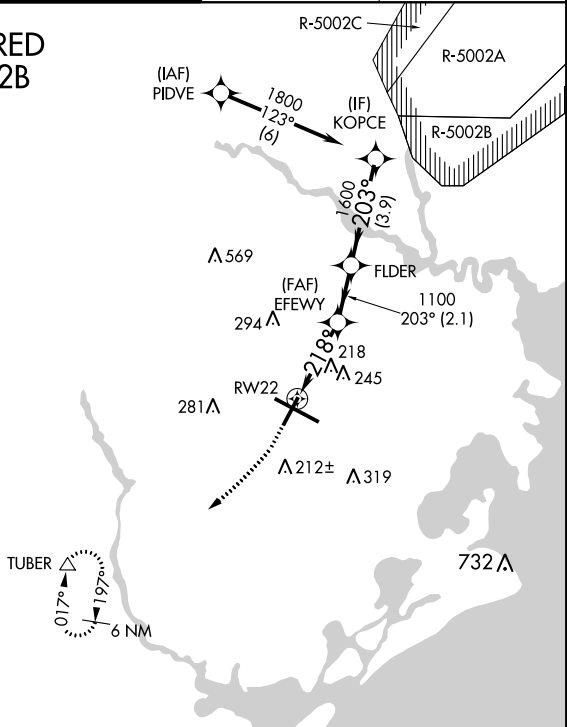 RED
2B
R-5002C
R-5002A
R-5002B
(IAF)
PIDVE
1800
123°
(6)
(IF)
KOPCE
1600
203°
(3.9)
569
FLDER
(FAF)
EFEWY
1100
203° (2.1)
294
218°
218
245
RW22
281
212±
319
732
TUBER
017°
197°
6 NM